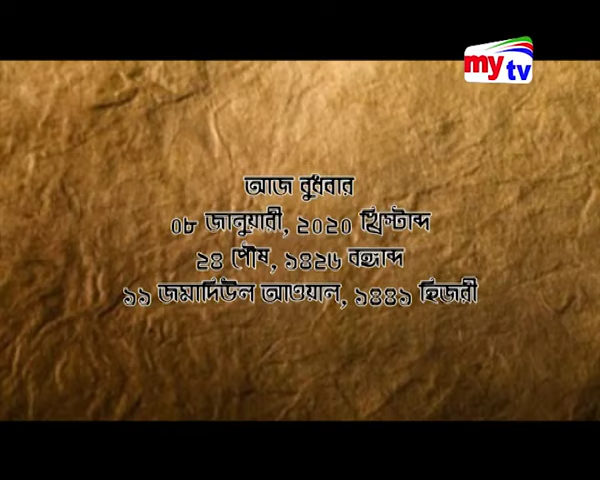 my tv
আজ বুধবার
০৮ জানুয়ারী, ২০২০ খ্রিস্টাব্দ
২৪ পৌষ, ১৪২৬ বঙ্গাব্দ
১১ জমাদিউল আওয়াল, ১৪৪১ হিজরী